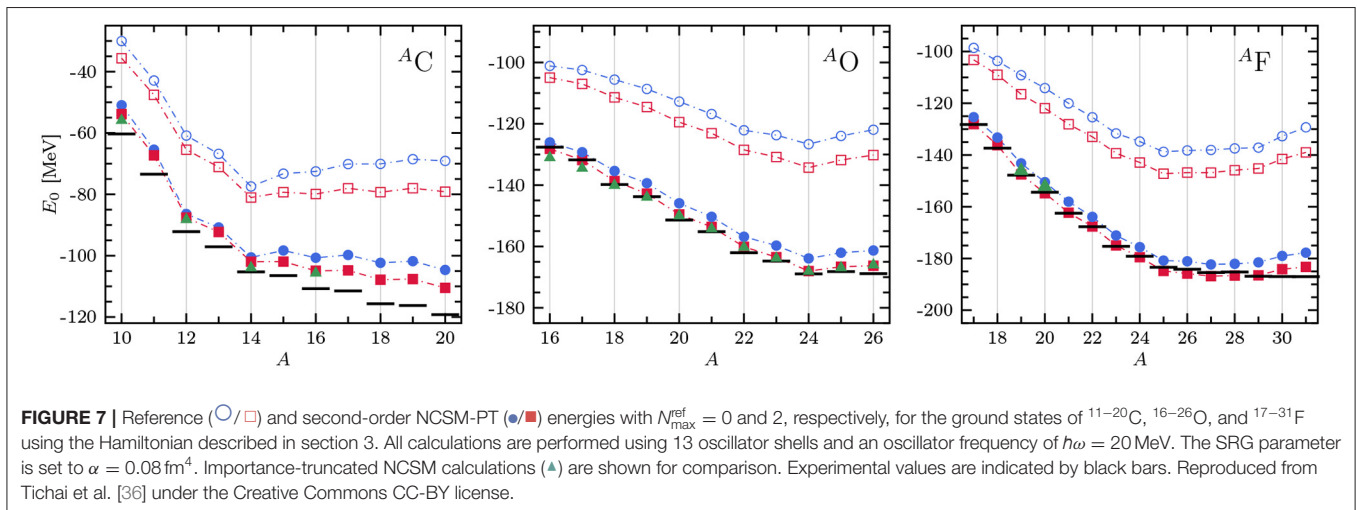 -40
-60
-80
-100
-120
E₀ [MeV]
10 12 14 16 18 20
A
ᴬC
-100
-120
-140
-160
-180
16 18 20 22 24 26
A
ᴬO
-100
-120
-140
-160
-180
-200
18 20 22 24 26 28 30
A
ᴬF
FIGURE 7 | Reference (○/□) and second-order NCSM-PT (●/■) energies with N_max^ref = 0 and 2, respectively, for the ground states of ¹¹⁻²⁰C, ¹⁶⁻²⁶O, and ¹⁷⁻³¹F
using the Hamiltonian described in section 3. All calculations are performed using 13 oscillator shells and an oscillator frequency of ℏω = 20 MeV. The SRG parameter
is set to α = 0.08 fm⁴. Importance-truncated NCSM calculations (▲) are shown for comparison. Experimental values are indicated by black bars. Reproduced from
Tichai et al. [36] under the Creative Commons CC-BY license.